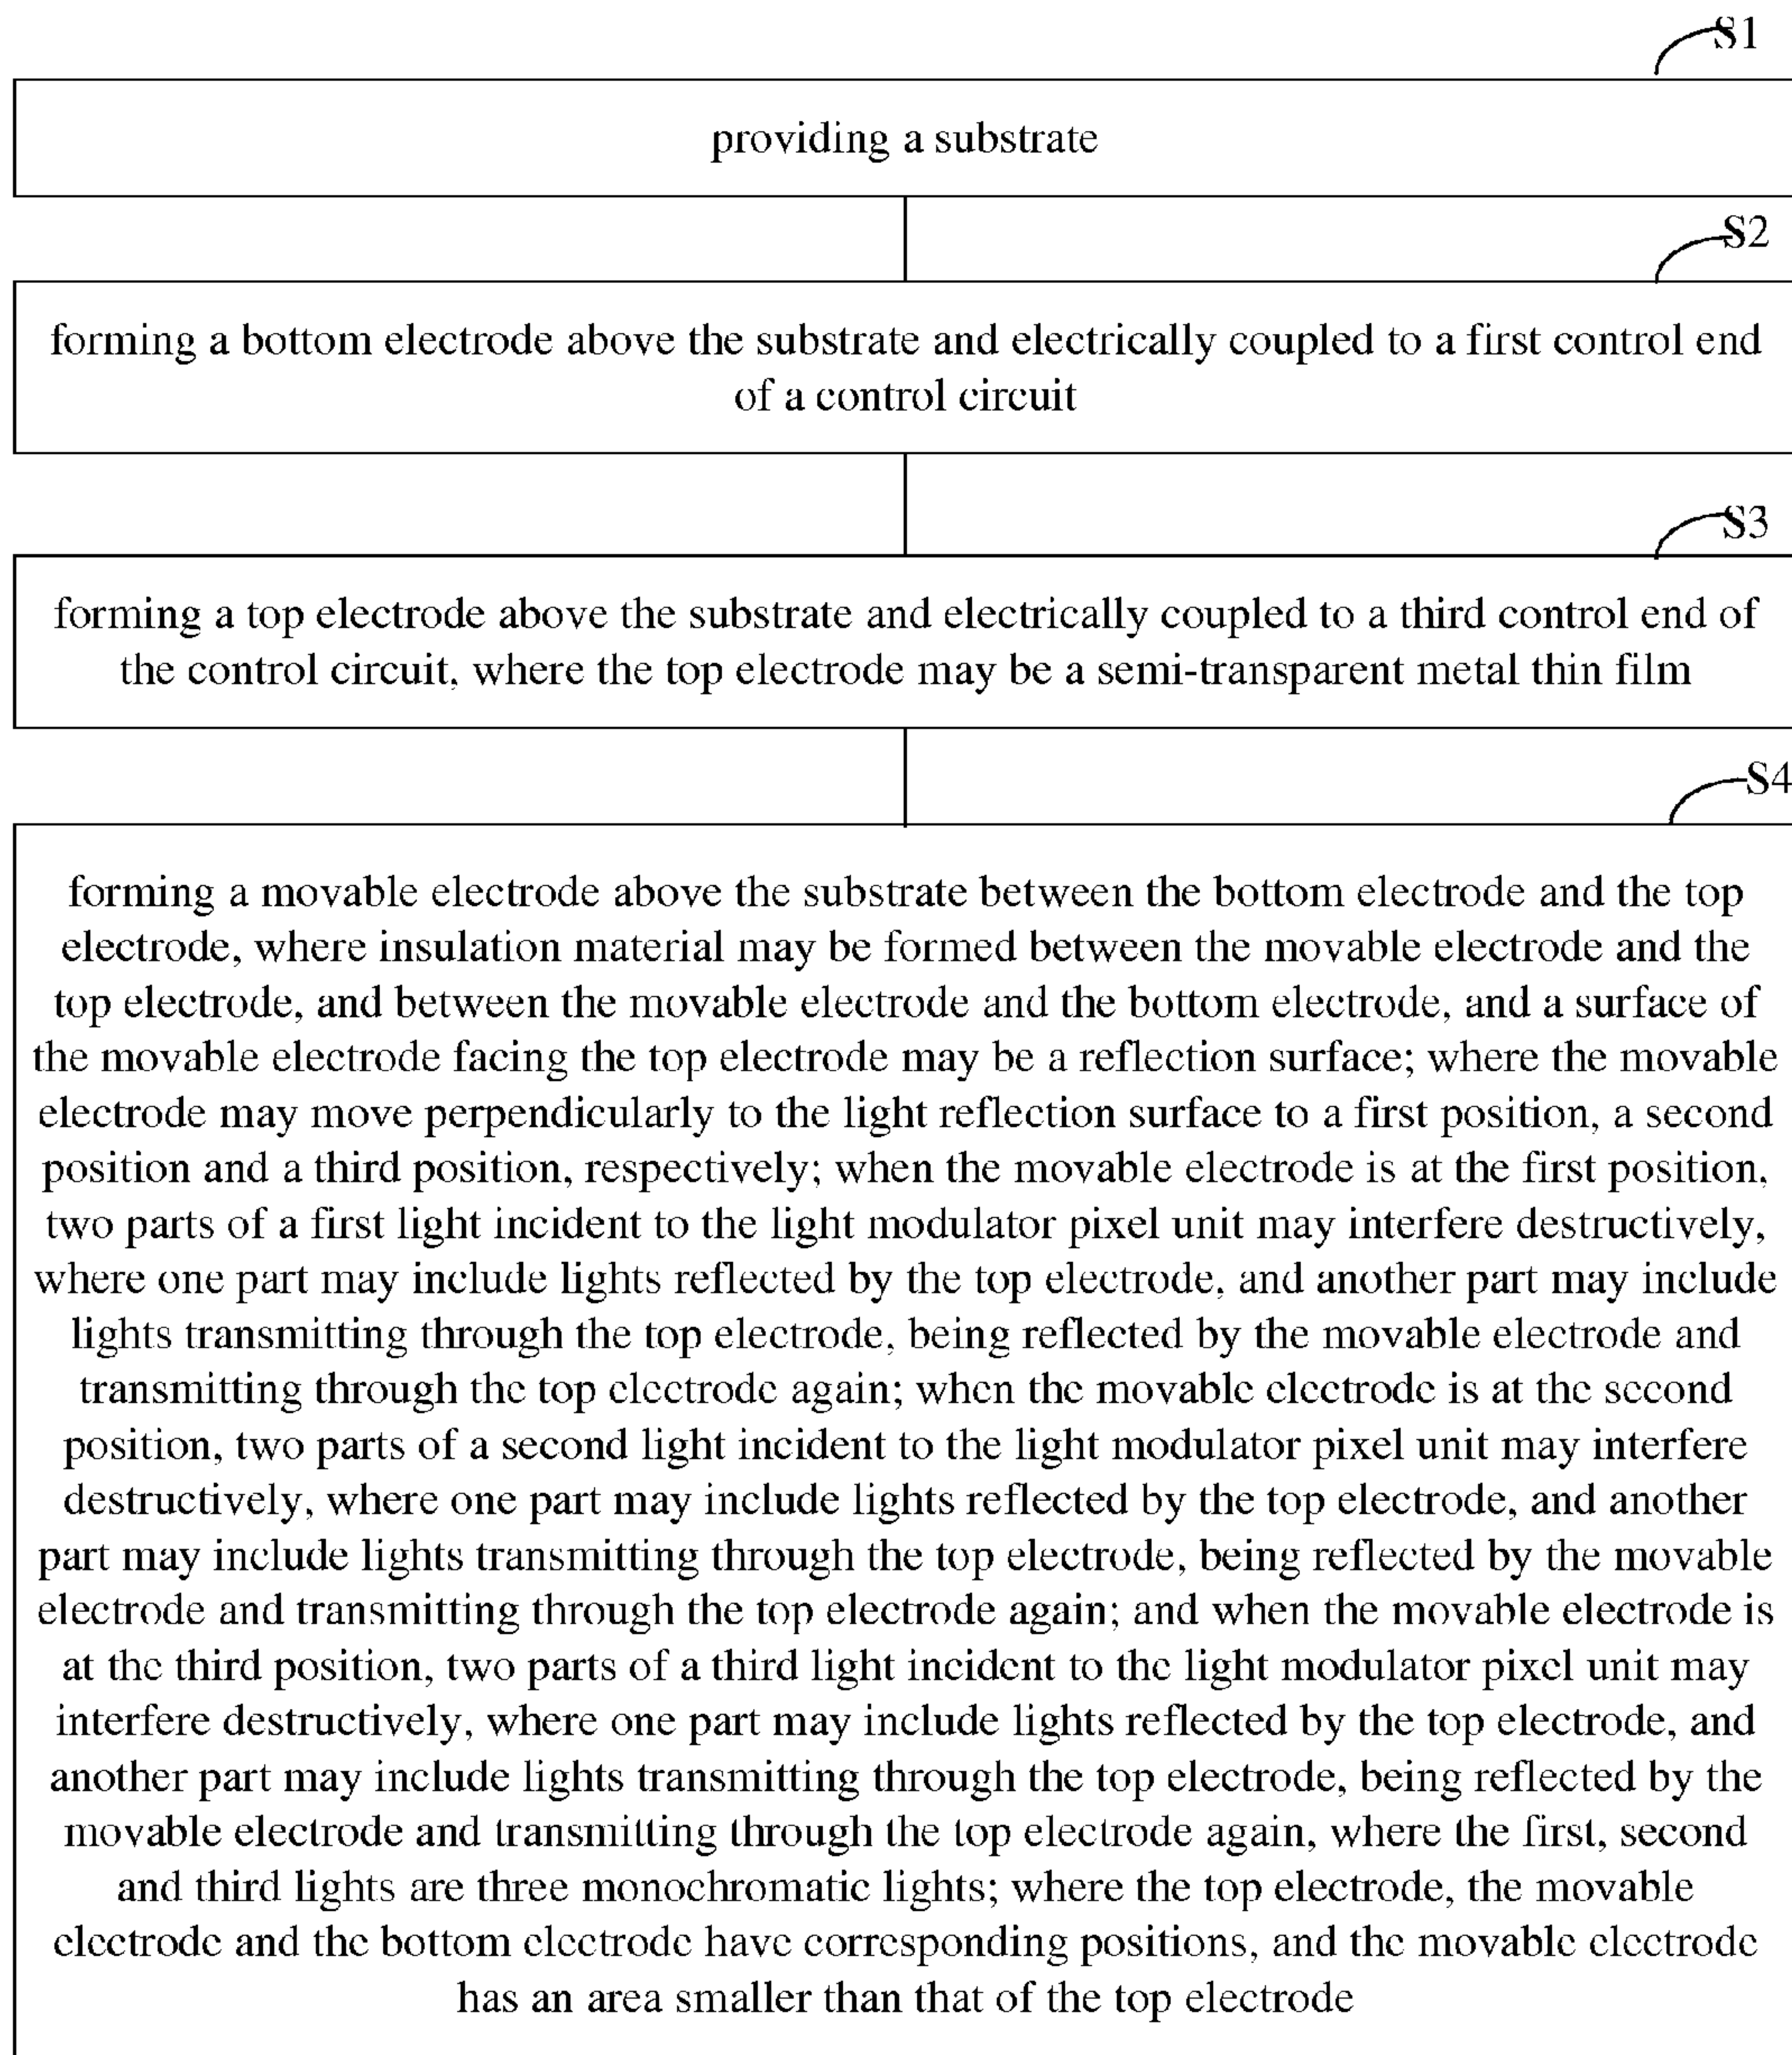 S1
providing a substrate
S2
forming a bottom electrode above the substrate and electrically coupled to a first control end
of a control circuit
S3
forming a top electrode above the substrate and electrically coupled to a third control end of
the control circuit, where the top electrode may be a semi-transparent metal thin film
S4
forming a movable electrode above the substrate between the bottom electrode and the top
electrode, where insulation material may be formed between the movable electrode and the
top electrode, and between the movable electrode and the bottom electrode, and a surface of
the movable electrode facing the top electrode may be a reflection surface; where the movable
electrode may move perpendicularly to the light reflection surface to a first position, a second
position and a third position, respectively; when the movable electrode is at the first position,
two parts of a first light incident to the light modulator pixel unit may interfere destructively,
where one part may include lights reflected by the top electrode, and another part may include
lights transmitting through the top electrode, being reflected by the movable electrode and
transmitting through the top electrode again; when the movable electrode is at the second
position, two parts of a second light incident to the light modulator pixel unit may interfere
destructively, where one part may include lights reflected by the top electrode, and another
part may include lights transmitting through the top electrode, being reflected by the movable
electrode and transmitting through the top electrode again; and when the movable electrode is
at the third position, two parts of a third light incident to the light modulator pixel unit may
interfere destructively, where one part may include lights reflected by the top electrode, and
another part may include lights transmitting through the top electrode, being reflected by the
movable electrode and transmitting through the top electrode again, where the first, second
and third lights are three monochromatic lights; where the top electrode, the movable
electrode and the bottom electrode have corresponding positions, and the movable electrode
has an area smaller than that of the top electrode